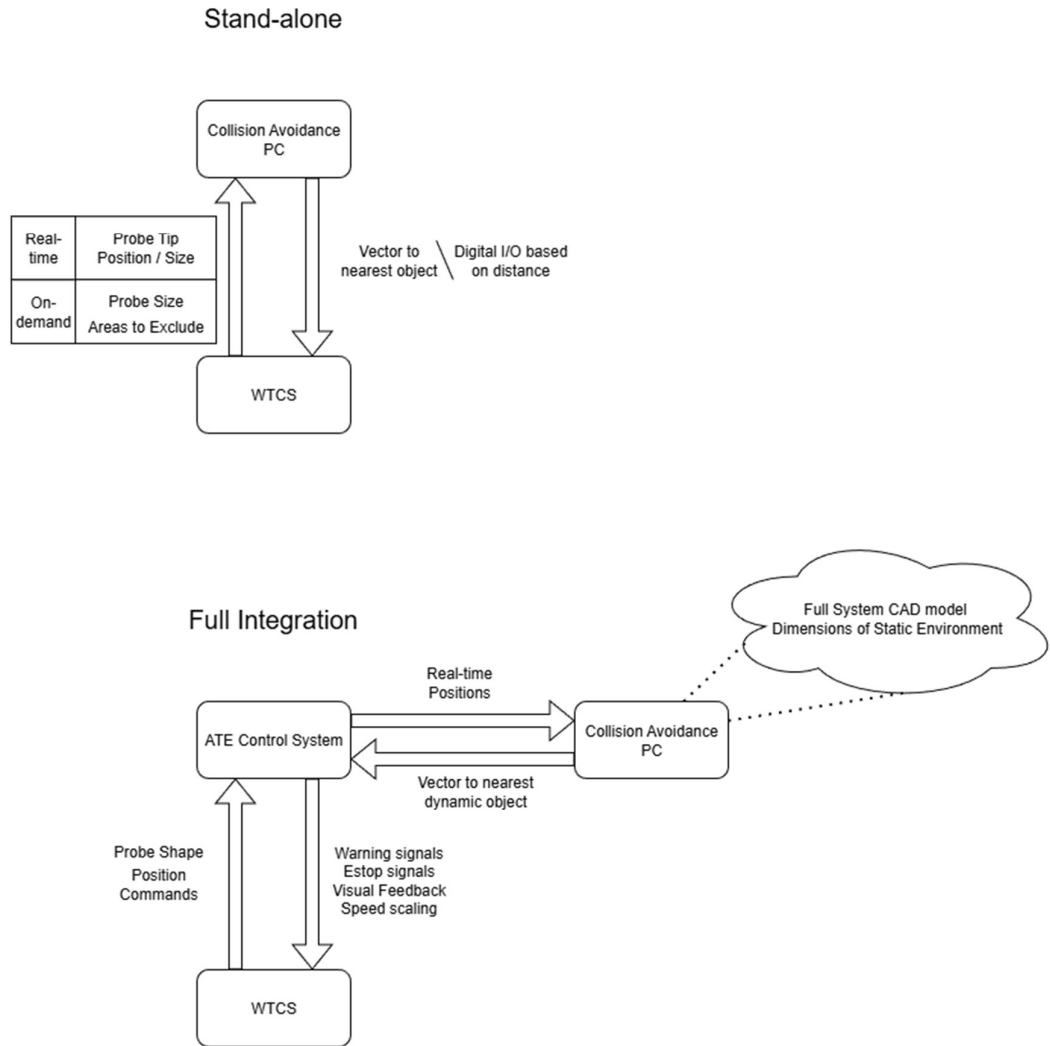 Stand-alone
Collision Avoidance
PC
Real-
time
Probe Tip
Position / Size
On-
demand
Probe Size
Areas to Exclude
Vector to
nearest object
\
Digital I/O based
on distance
WTCS
Full Integration
Full System CAD model
Dimensions of Static Environment
Real-time
Positions
ATE Control System
Collision Avoidance
PC
Vector to nearest
dynamic object
Probe Shape
Position
Commands
Warning signals
Estop signals
Visual Feedback
Speed scaling
WTCS